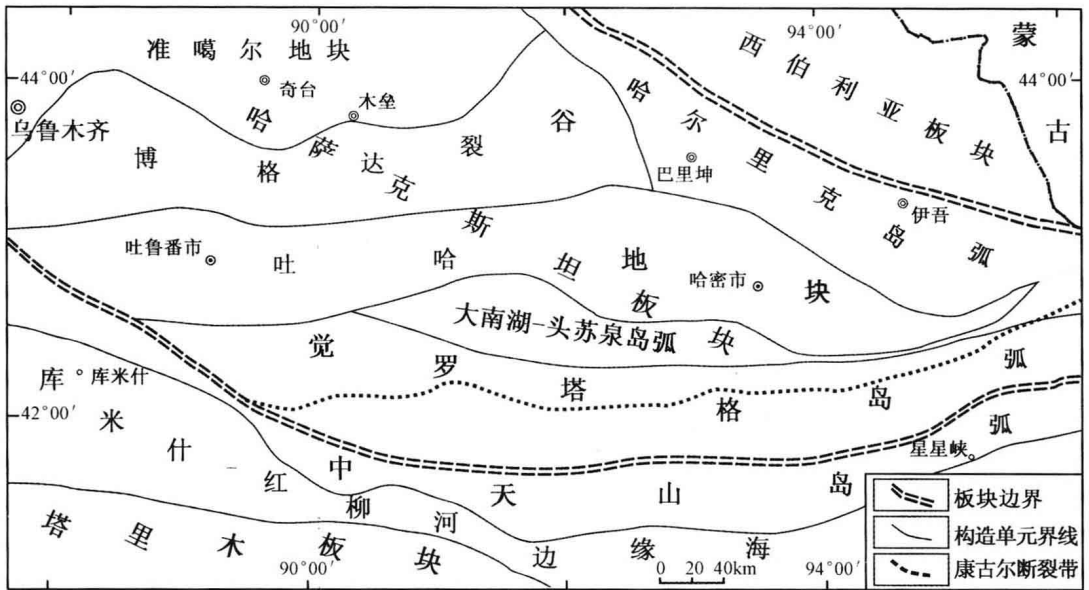 90°00′
94°00′
44°00′
44°00′
准噶尔地块
奇台
木垒
乌鲁木齐
西伯利亚板块
蒙古
哈萨克斯坦板块
博格达裂谷
哈尔里克岛弧
巴里坤
伊吾
吐鲁番市
吐哈地块
哈密市
大南湖-头苏泉岛弧
觉罗塔格岛弧
库米什
42°00′
42°00′
库米什红柳河边缘海
中天山岛弧
星星峡
塔里木板块
90°00′
94°00′
0 20 40km
板块边界
构造单元界线
康古尔断裂带